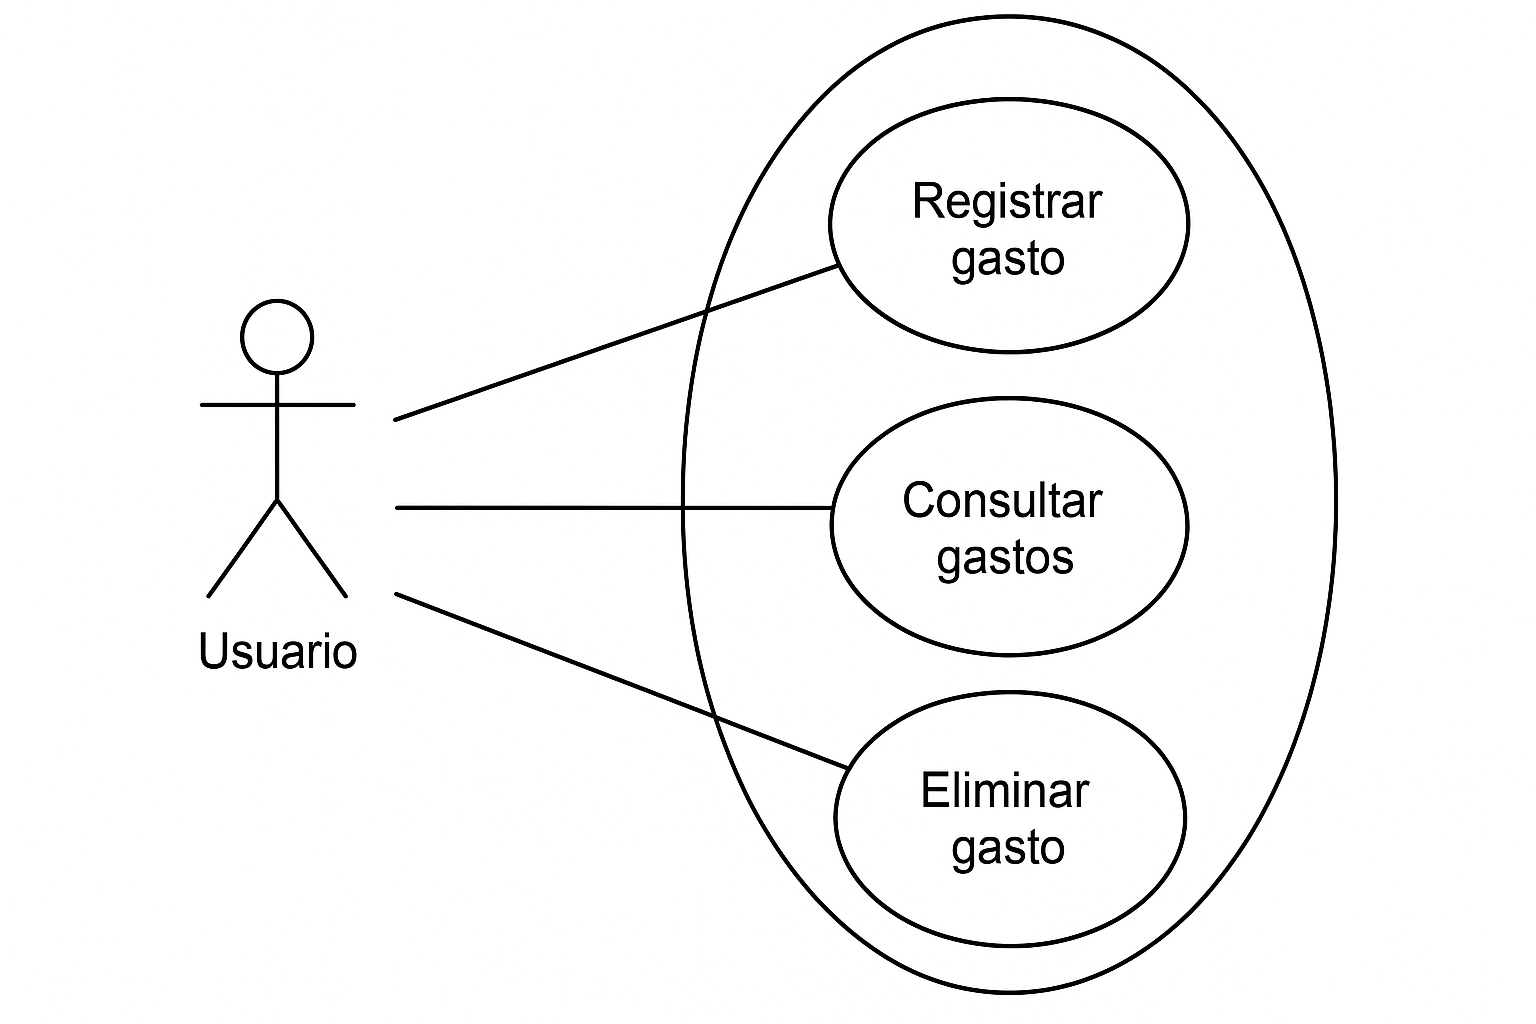 Registrar
gasto
Consultar
gastos
Usuario
Eliminar
gasto